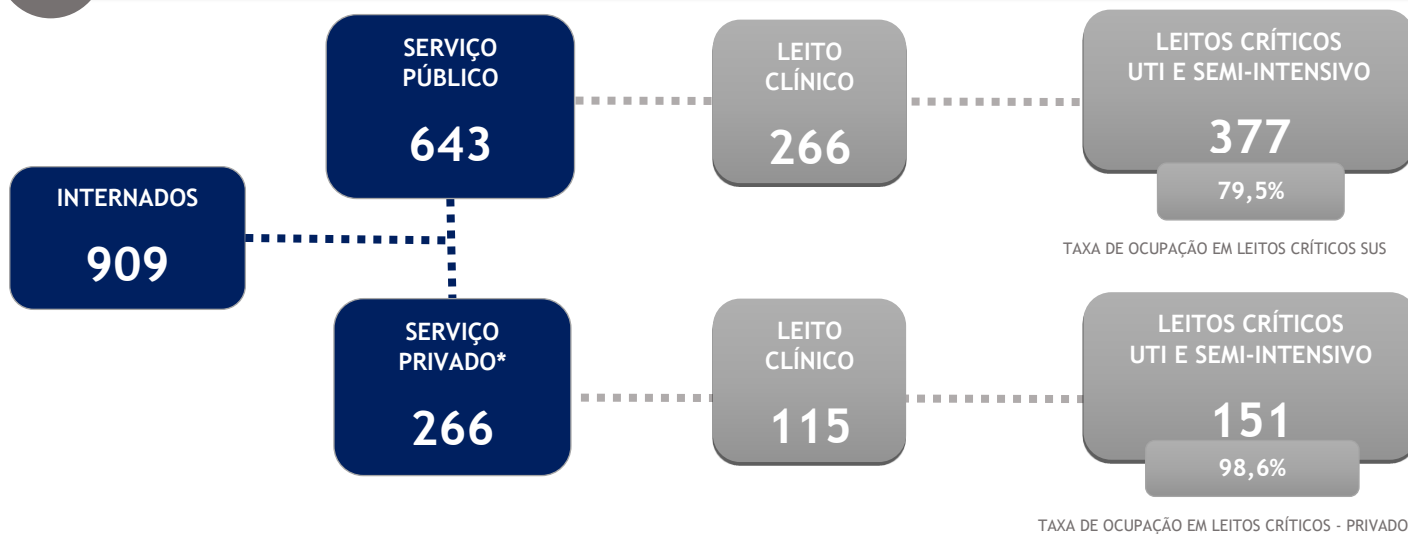 INTERNADOS
909
SERVIÇO
PÚBLICO
643
LEITO
CLÍNICO
266
LEITOS CRÍTICOS
UTI E SEMI-INTENSIVO
377
79,5%
TAXA DE OCUPAÇÃO EM LEITOS CRÍTICOS SUS
SERVIÇO
PRIVADO*
266
LEITO
CLÍNICO
115
LEITOS CRÍTICOS
UTI E SEMI-INTENSIVO
151
98,6%
TAXA DE OCUPAÇÃO EM LEITOS CRÍTICOS - PRIVADO